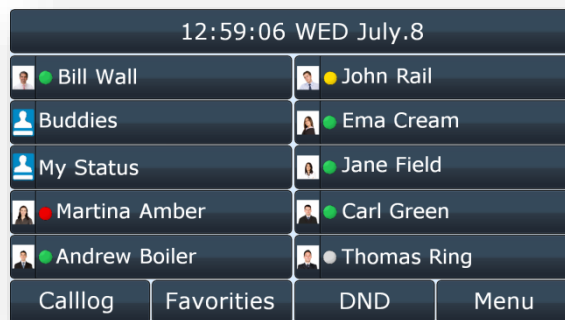 12:59:06 WED July.8
Bill Wall
John Rail
Buddies
Ema Cream
My Status
Jane Field
Martina Amber
Carl Green
Andrew Boiler
Thomas Ring
Calllog Favorities DND Menu